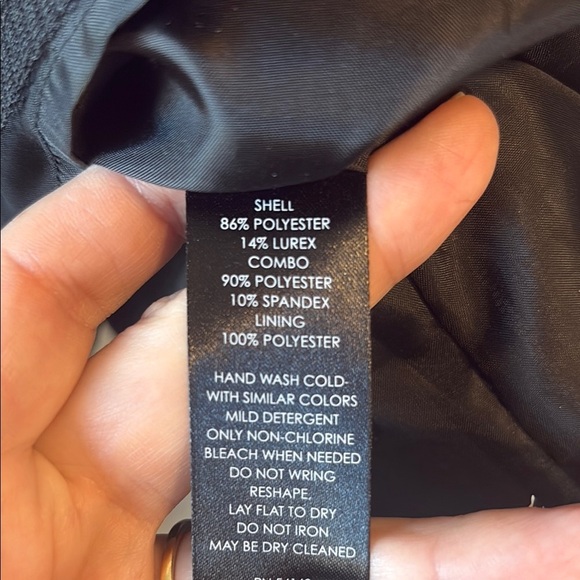 SHELL
86% POLYESTER
14% LUREX
COMBO
90% POLYESTER
10% SPANDEX
LINING
100% POLYESTER
HAND WASH COLD-
WITH SIMILAR COLORS
MILD DETERGENT
ONLY NON-CHLORINE
BLEACH WHEN NEEDED
DO NOT WRING
RESHAPE.
LAY FLAT TO DRY
DO NOT IRON
MAY BE DRY CLEANED